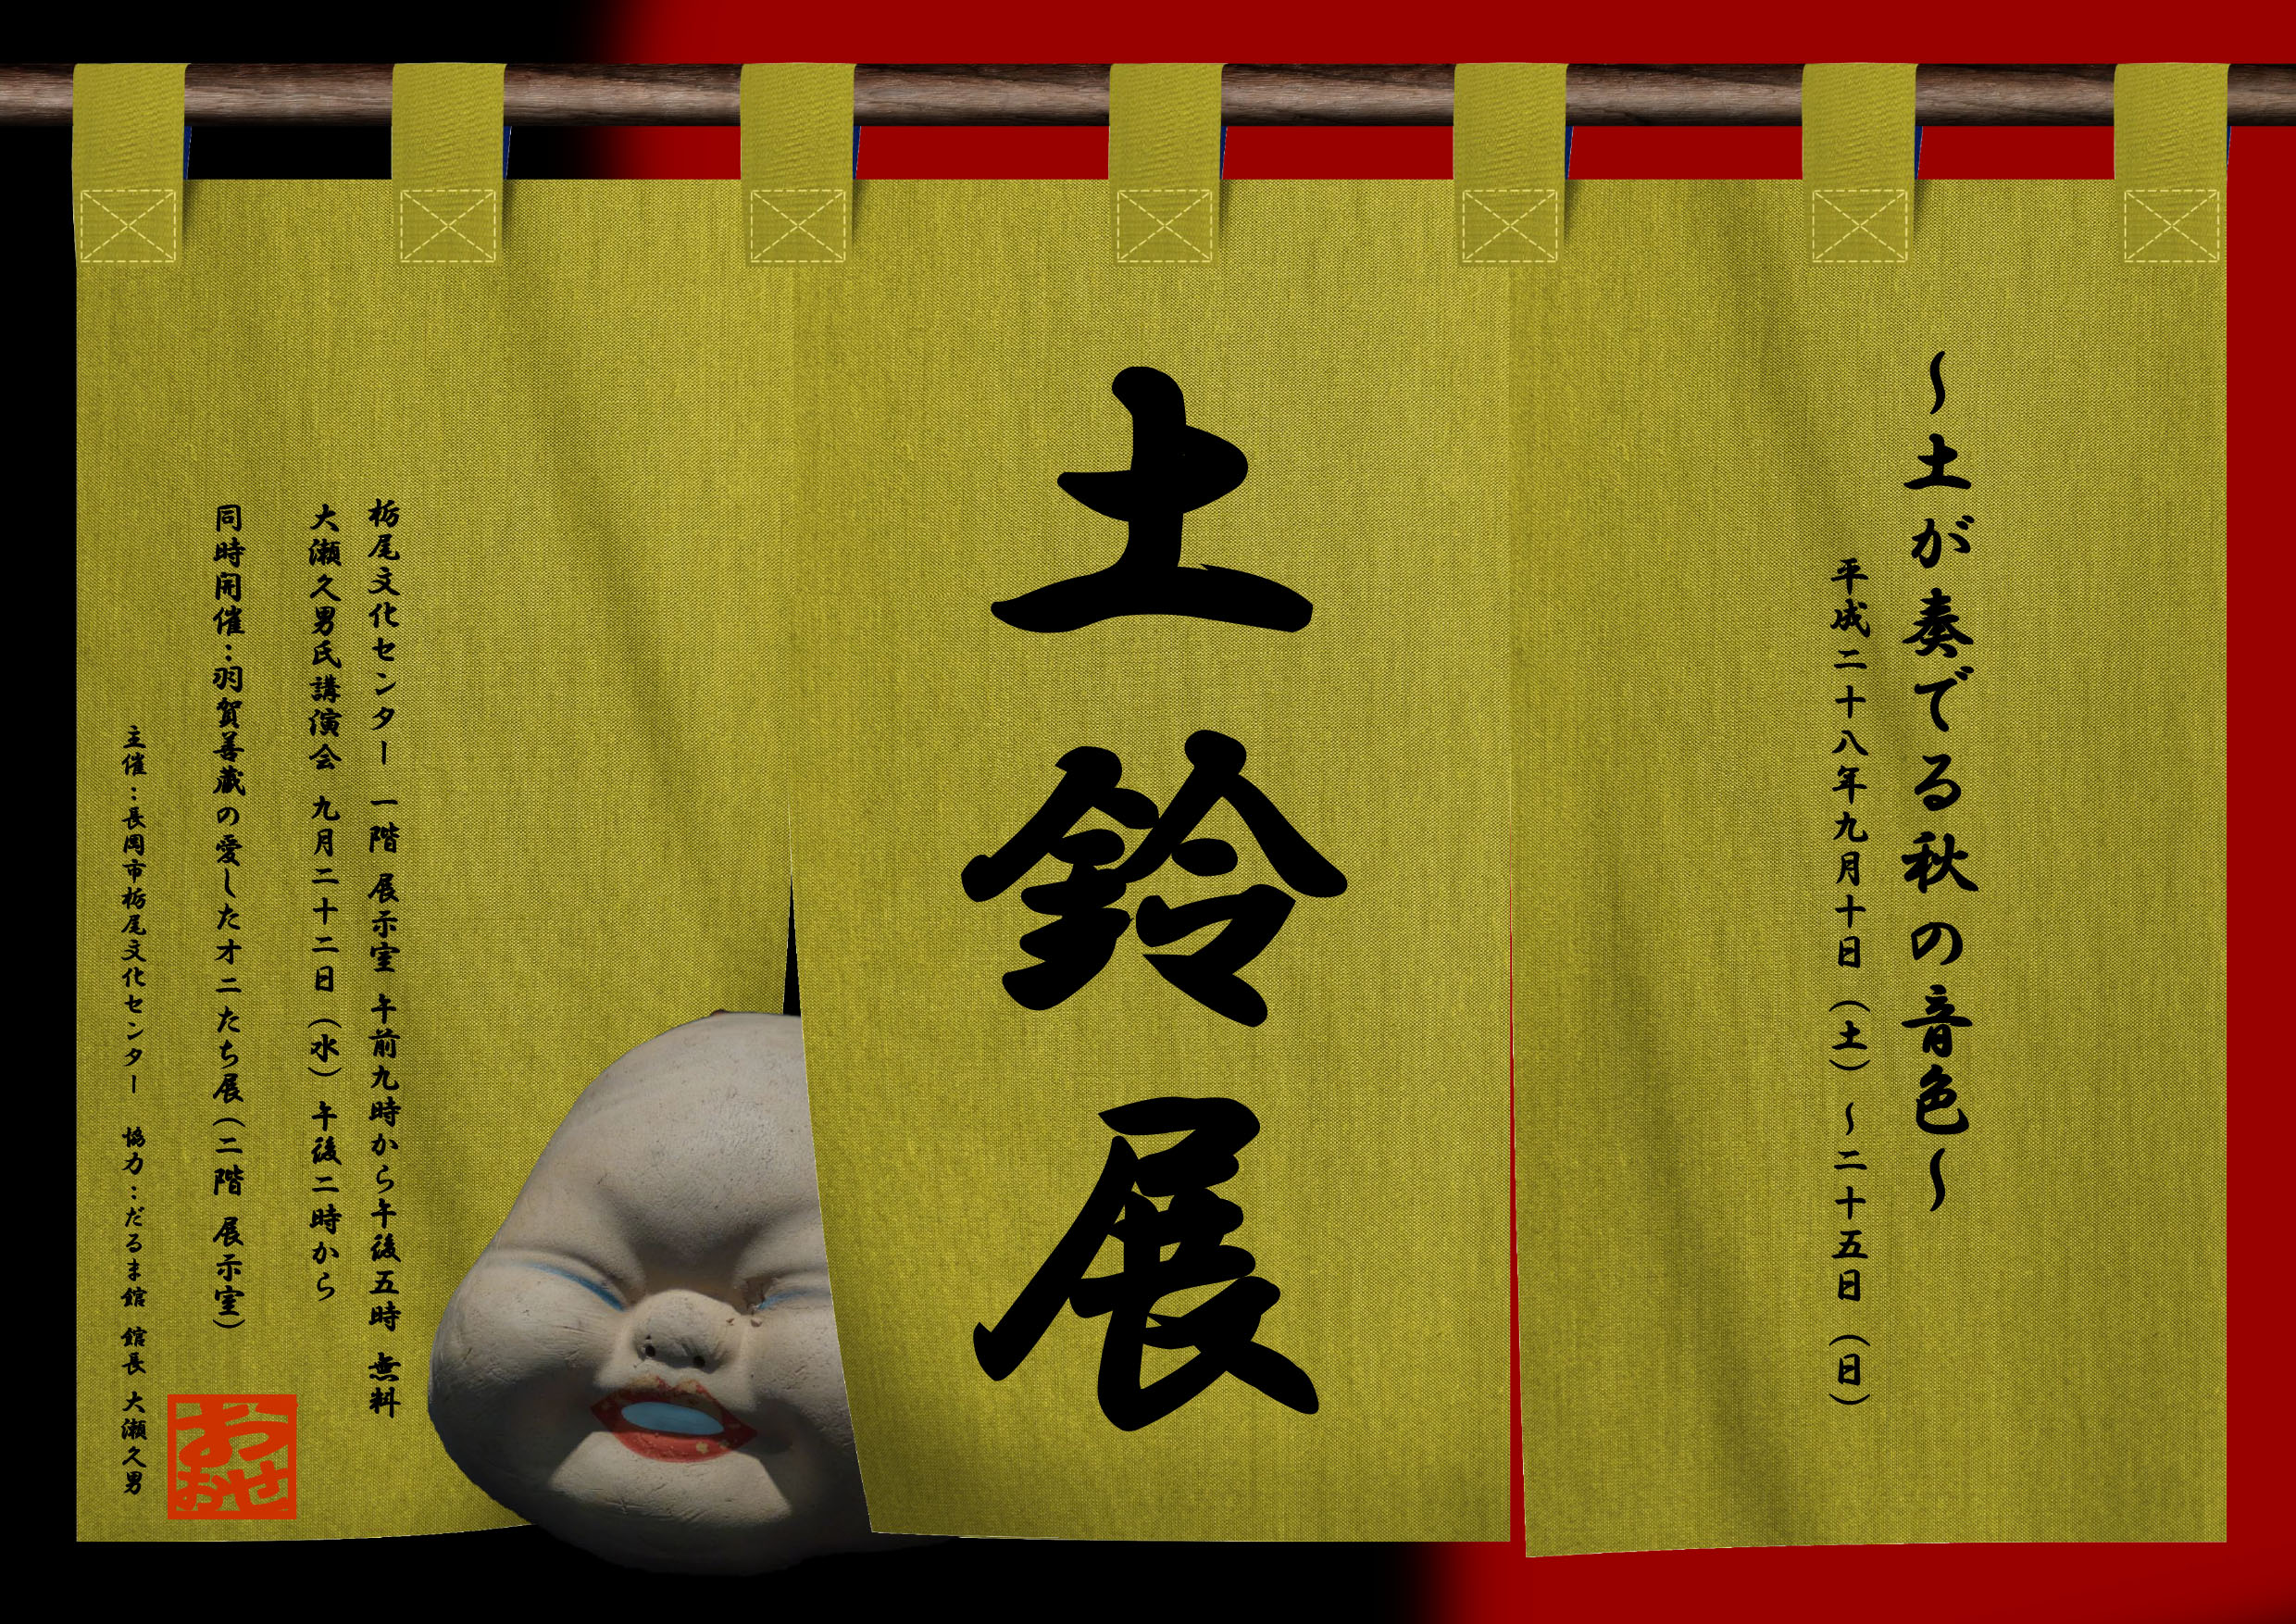 ～土が奏でる秋の音色～
平成二十八年九月十日（土）～二十五日（日）
土鈴展
栃尾文化センター 一階 展示室 午前九時から午後五時 無料
大瀬久男氏講演会 九月二十二日（水）午後二時から
同時開催：羽賀善蔵の愛したオニたち展（二階 展示室）
主催：長岡市栃尾文化センター 協力：だるま館 館長 大瀬久男